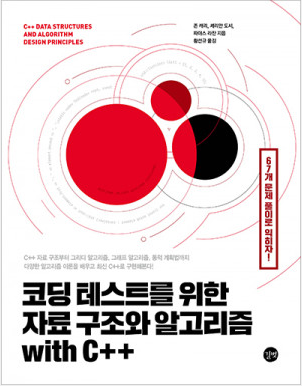 C++ DATA STRUCTURES
AND ALGORITHM
DESIGN PRINCIPLES
존 캐리, 셰리안 도시,
파야스 라잔 지음
황선규 옮김
67개 문제 풀이로 익히자!
C++ 자료 구조부터 그리디 알고리즘, 그래프 알고리즘, 동적 계획법까지
다양한 알고리즘 이론을 배우고 최신 C++로 구현해본다!
코딩 테스트를 위한
자료 구조와 알고리즘
with C++
길벗